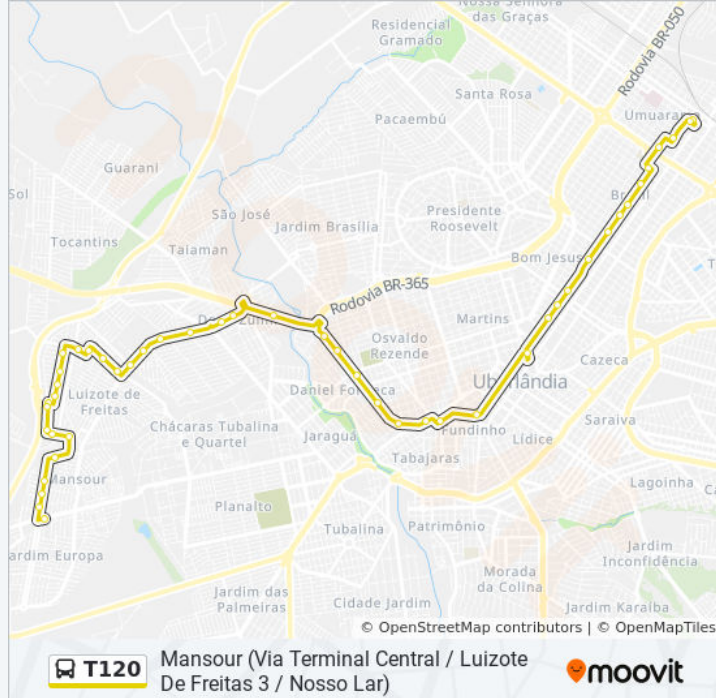 Nossa Senhora
das Graças
Residencial
Gramado
Rodovia BR-050
Santa Rosa
Umuarama
Pacaembú
Guarani
Sol
São José
Presidente
Roosevelt
Jardim Brasília
Tocantins
Taiaman
Bom Jesus
Rodovia BR-365
Martins
Osvaldo
Rezende
Cazeca
Uberlândia
Luizote de
Freitas
Daniel Fonseca
Saraiva
Chácaras Tubalina
e Quartel
Jaraguá
Fundinho
Lídice
Tabajaras
Mansour
Lagoinha
Planalto
Tubalina
Patrimônio
Jardim
Inconfidência
Jardim Europa
Morada
da Colina
Jardim das
Palmeiras
Cidade Jardim
Jardim Karaíba
© OpenStreetMap contributors | © OpenMapTiles
T120
Mansour (Via Terminal Central / Luizote
De Freitas 3 / Nosso Lar)
moovit